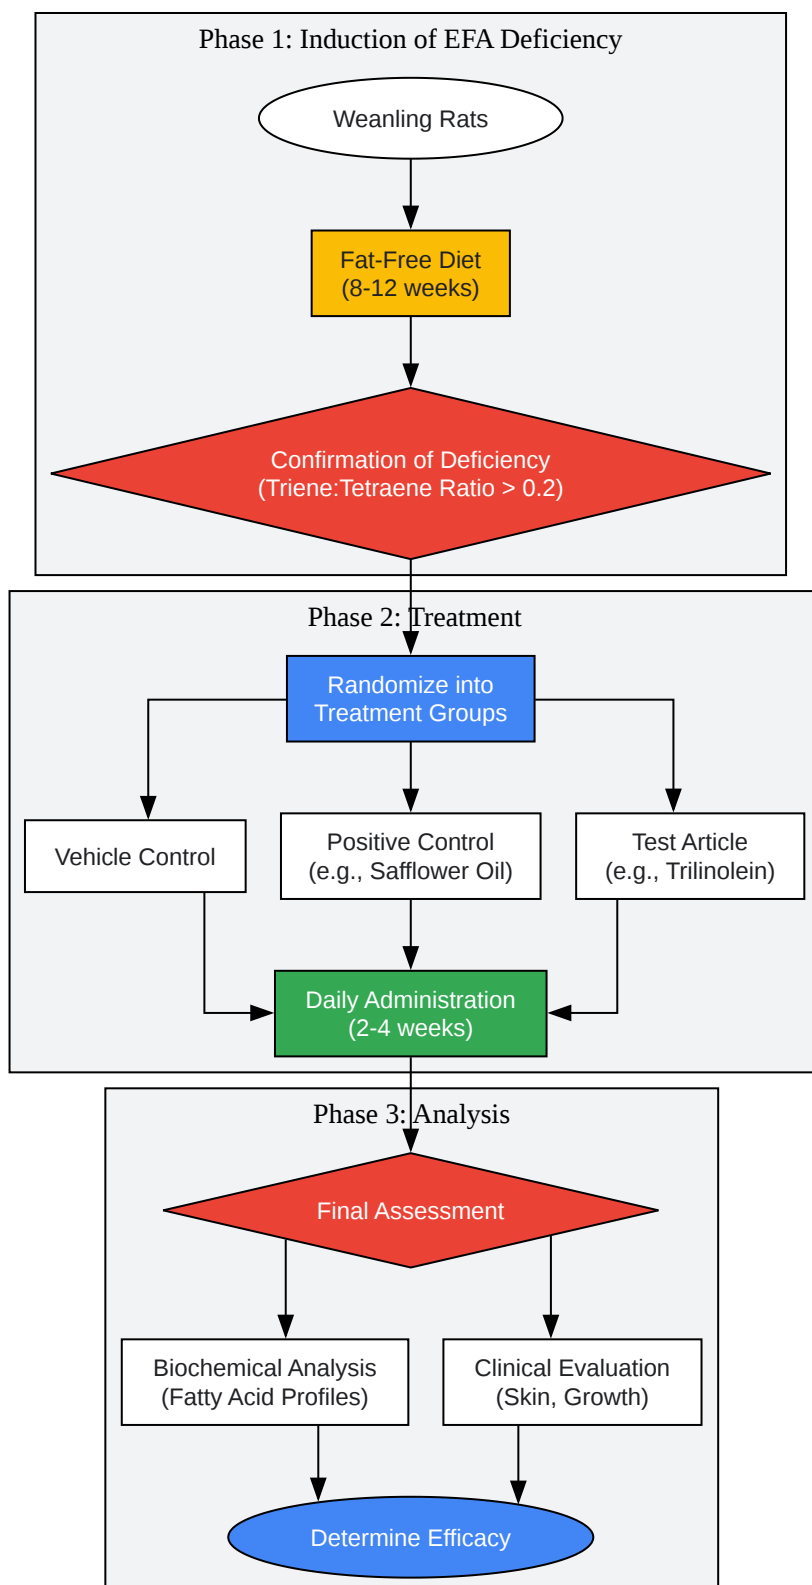 Phase 1: Induction of EFA Deficiency
Weanling Rats
Fat-Free Diet
(8-12 weeks)
Confirmation of Deficiency
(Triene:Tetraene Ratio > 0.2)
Phase 2: Treatment
Randomize into
Treatment Groups
Vehicle Control
Positive Control
(e.g., Safflower Oil)
Test Article
(e.g., Trilinolein)
Daily Administration
(2-4 weeks)
Phase 3: Analysis
Final Assessment
Biochemical Analysis
(Fatty Acid Profiles)
Clinical Evaluation
(Skin, Growth)
Determine Efficacy